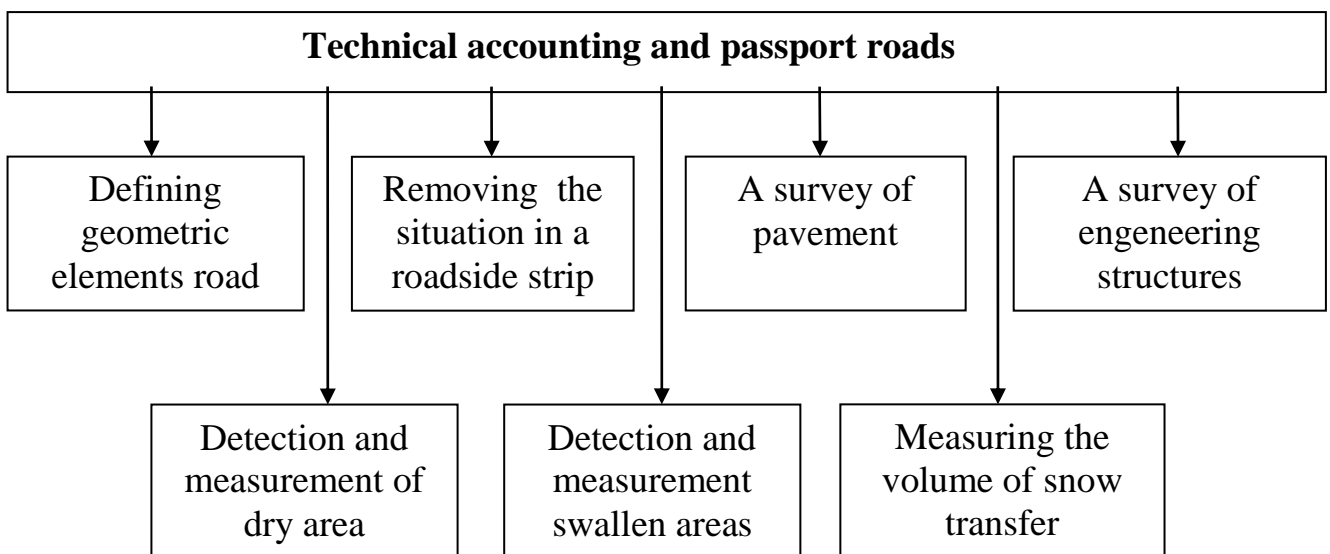 Technical accounting and passport roads
Defining
geometric
elements road
Removing the
situation in a
roadside strip
A survey of
pavement
A survey of
engeneering
structures
Detection and
measurement of
dry area
Detection and
measurement
swallen areas
Measuring the
volume of snow
transfer